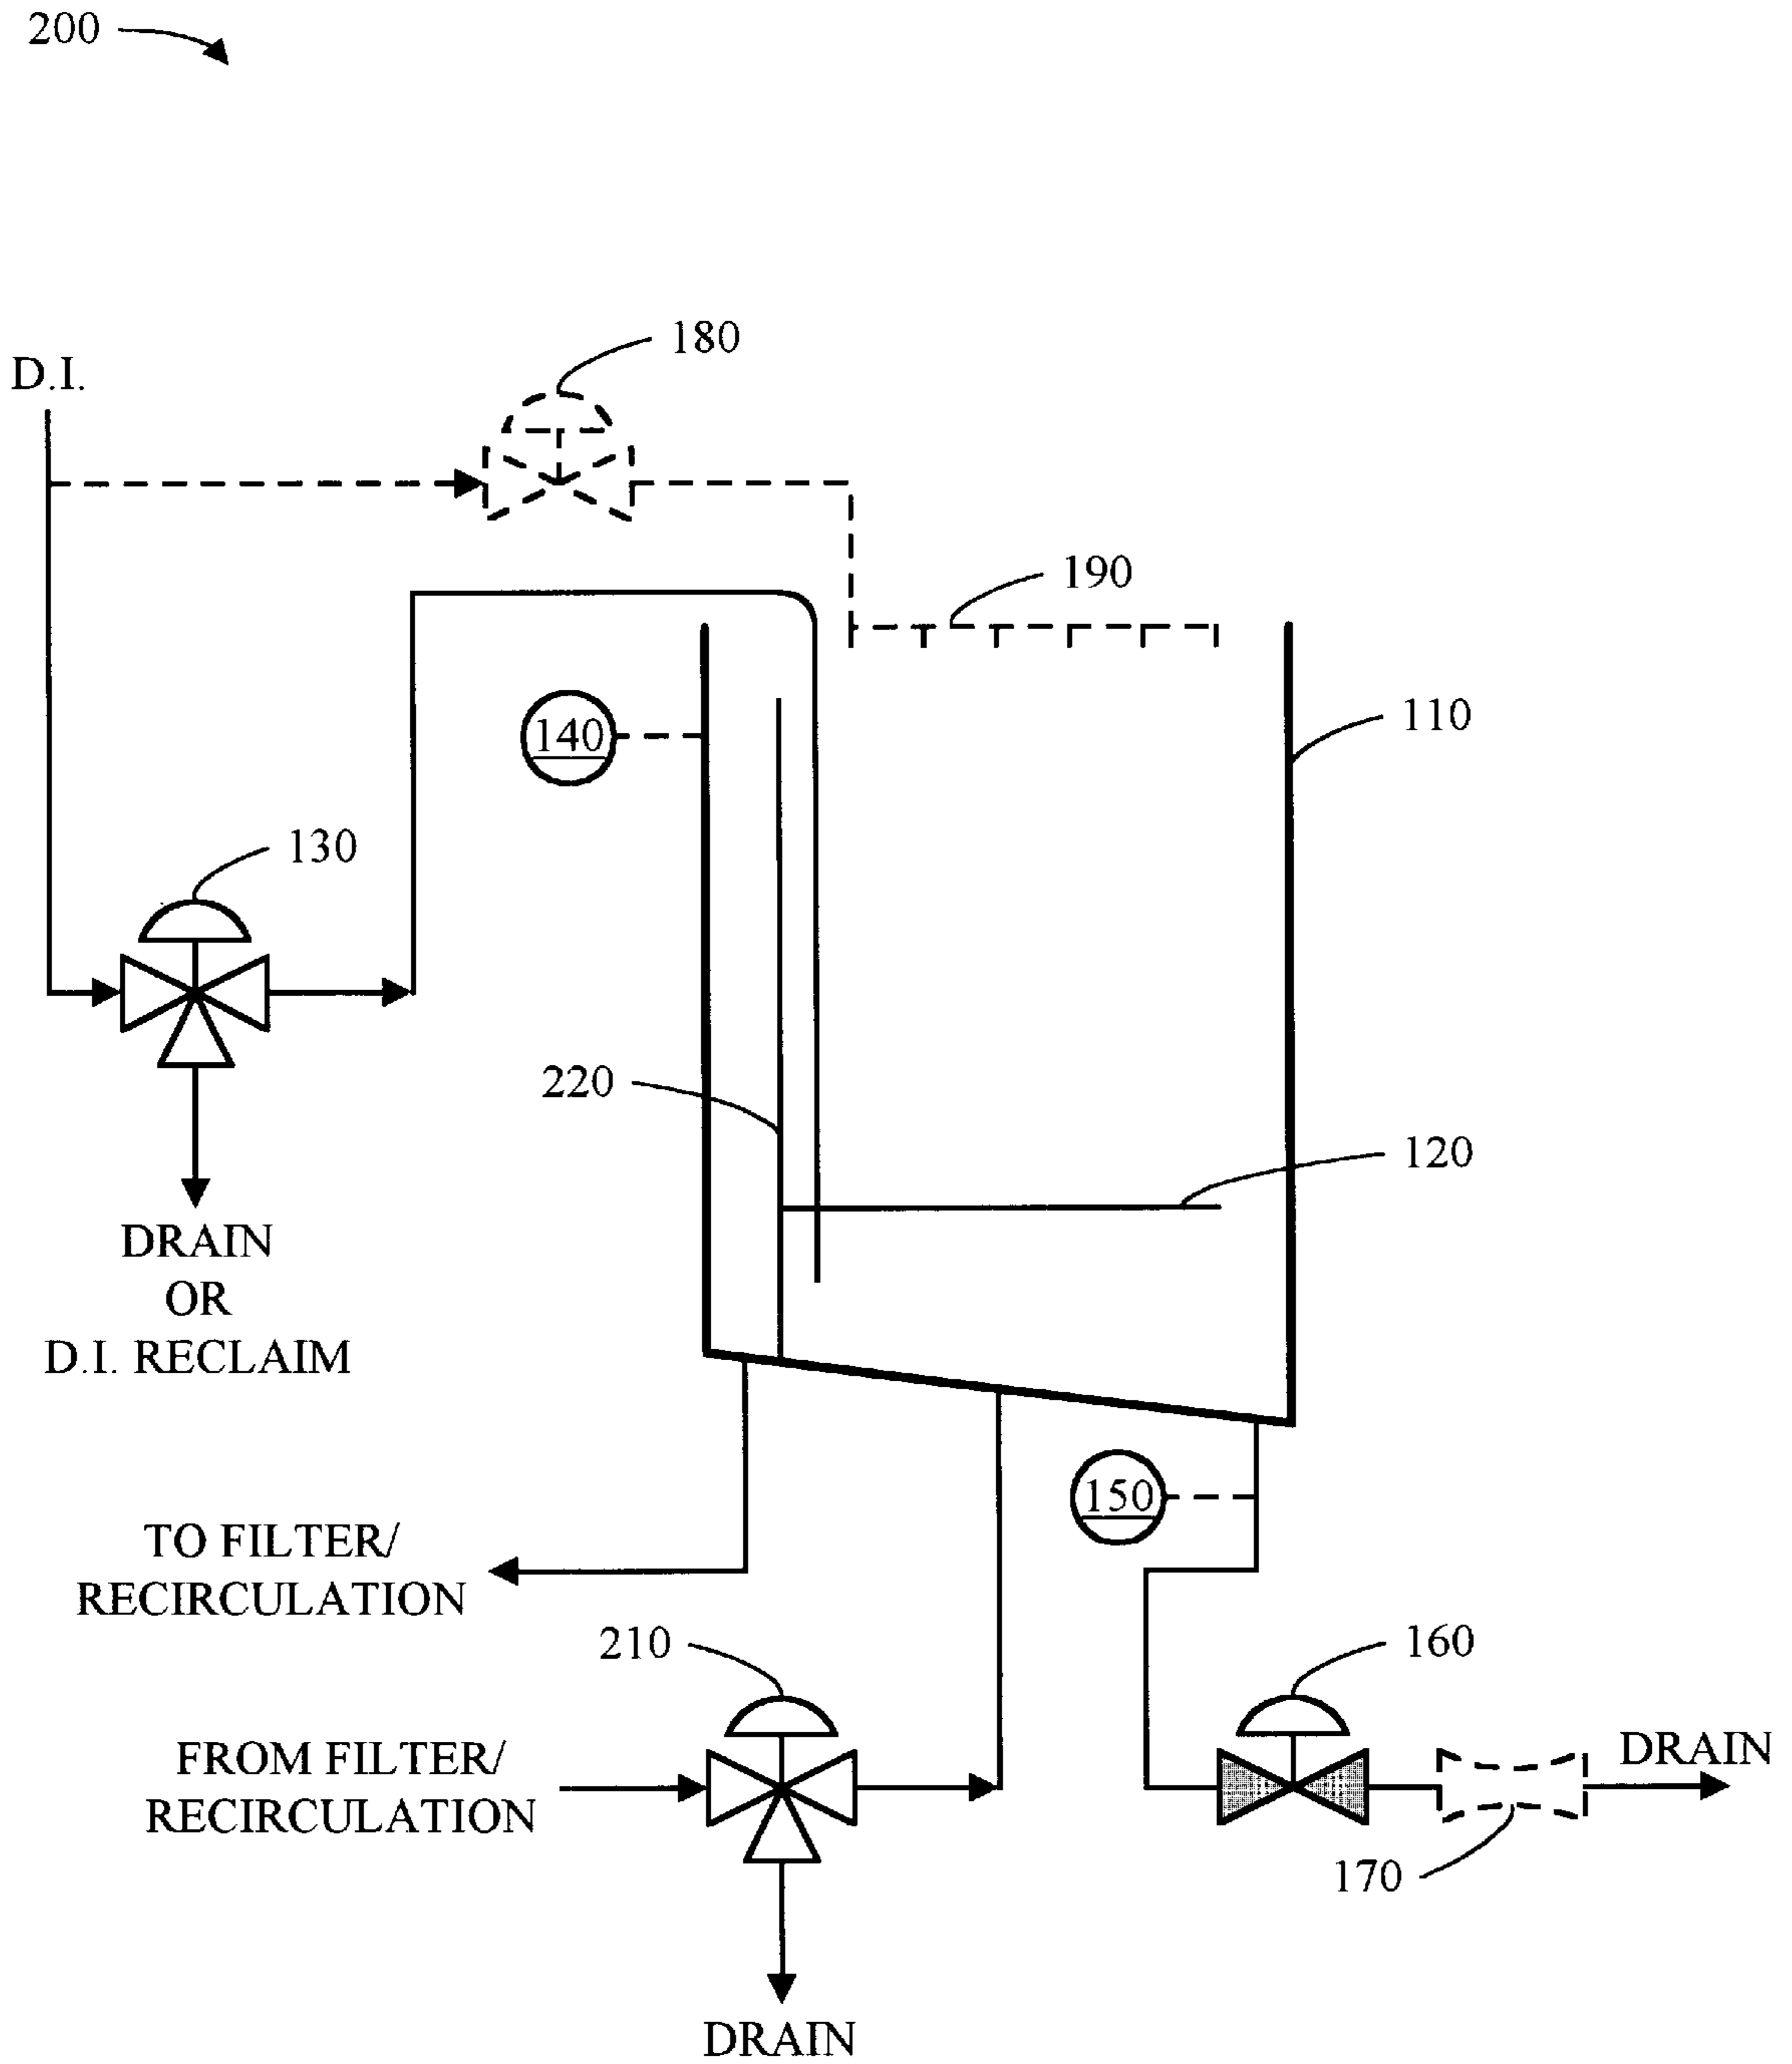 200
180
D.I.
190
140
110
130
220
120
DRAIN
OR
D.I. RECLAIM
150
TO FILTER/
RECIRCULATION
210
160
FROM FILTER/
RECIRCULATION
DRAIN
170
DRAIN